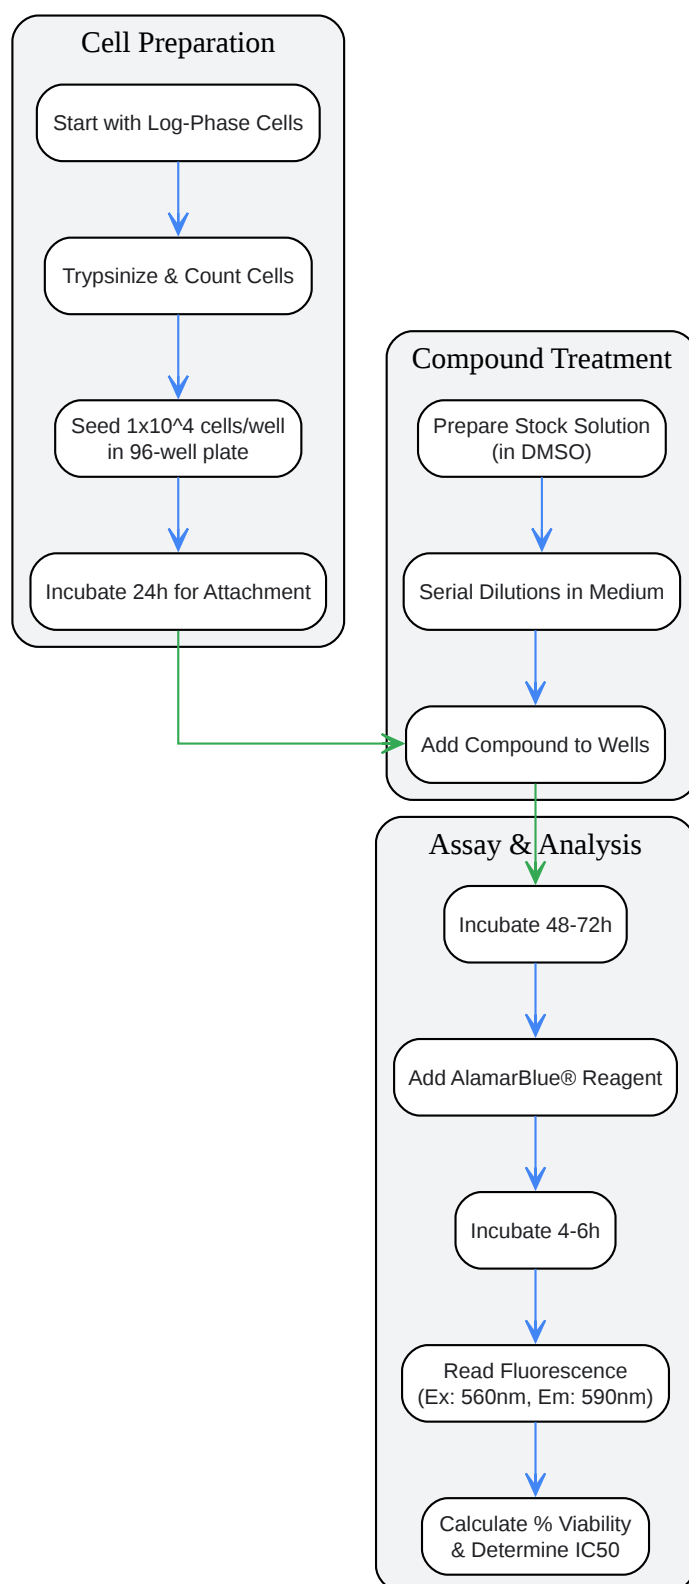 Cell Preparation
Start with Log-Phase Cells
Trypsinize & Count Cells
Seed 1x10^4 cells/well
in 96-well plate
Incubate 24h for Attachment
Compound Treatment
Prepare Stock Solution
(in DMSO)
Serial Dilutions in Medium
Add Compound to Wells
Assay & Analysis
Incubate 48-72h
Add AlamarBlue® Reagent
Incubate 4-6h
Read Fluorescence
(Ex: 560nm, Em: 590nm)
Calculate % Viability
& Determine IC50